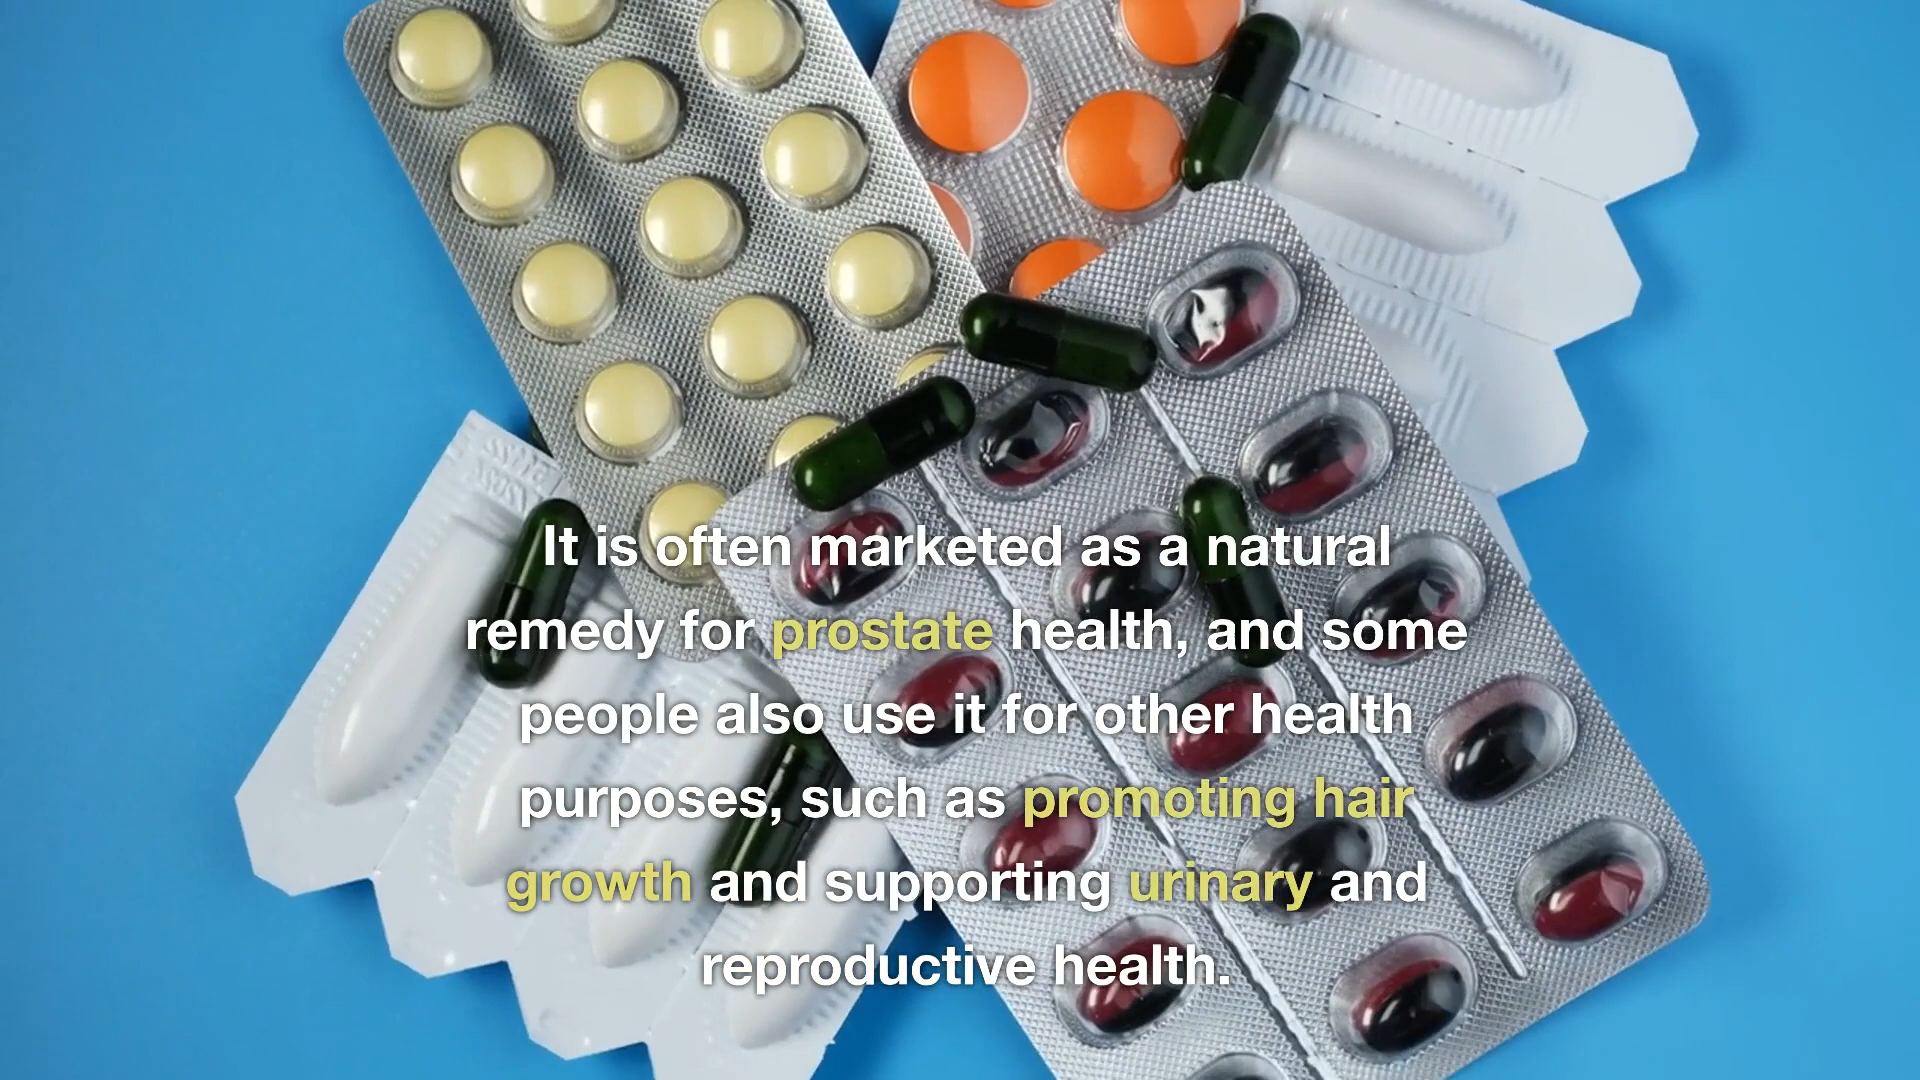 It is often marketed as a natural
remedy for prostate health, and some
people also use it for other health
purposes, such as promoting hair
growth and supporting urinary and
reproductive health.